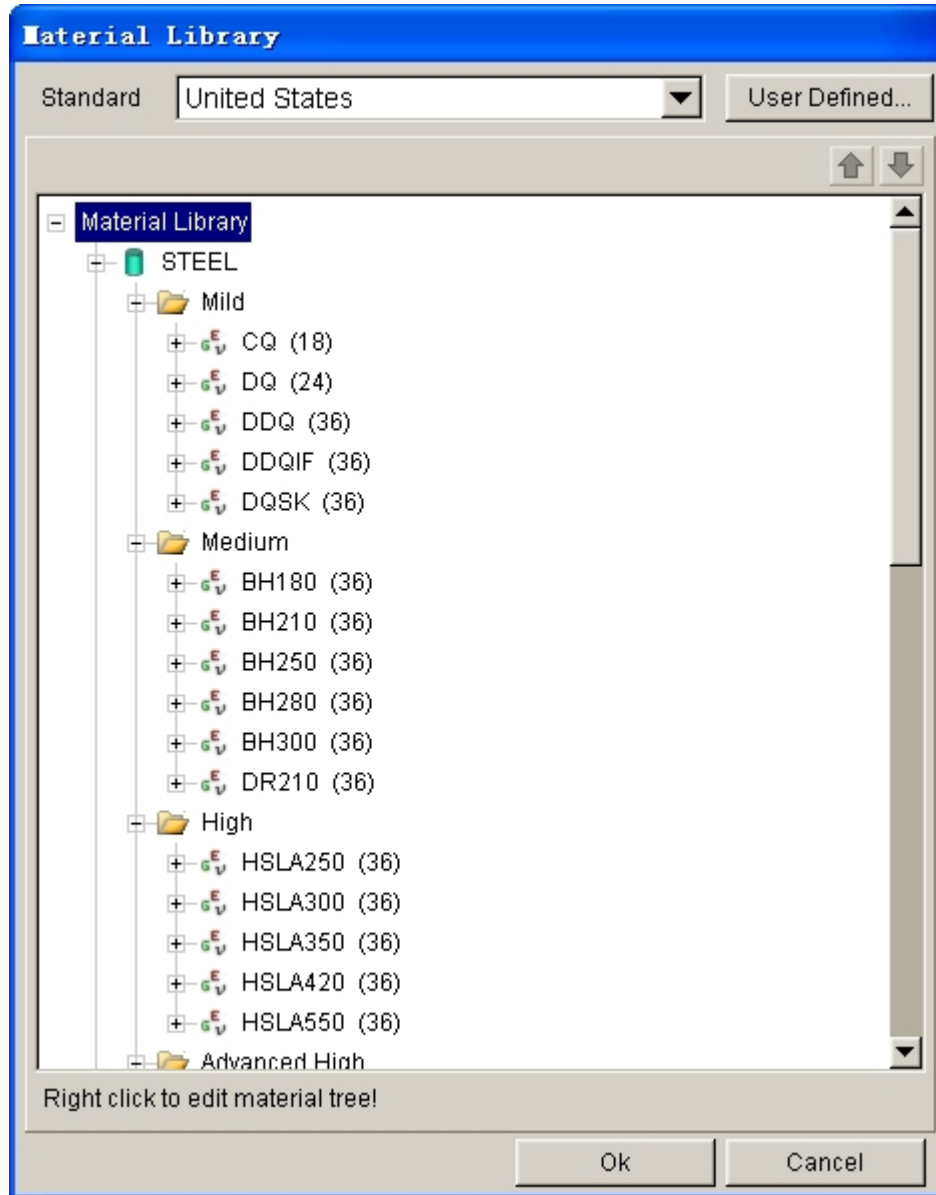 Material Library
Standard United States User Defined...
Material Library
STEEL
Mild
CQ (18)
DQ (24)
DDQ (36)
DDQIF (36)
DQSK (36)
Medium
BH180 (36)
BH210 (36)
BH250 (36)
BH280 (36)
BH300 (36)
DR210 (36)
High
HSLA250 (36)
HSLA300 (36)
HSLA350 (36)
HSLA420 (36)
HSLA550 (36)
Advanced High
Right click to edit material tree!
Ok Cancel